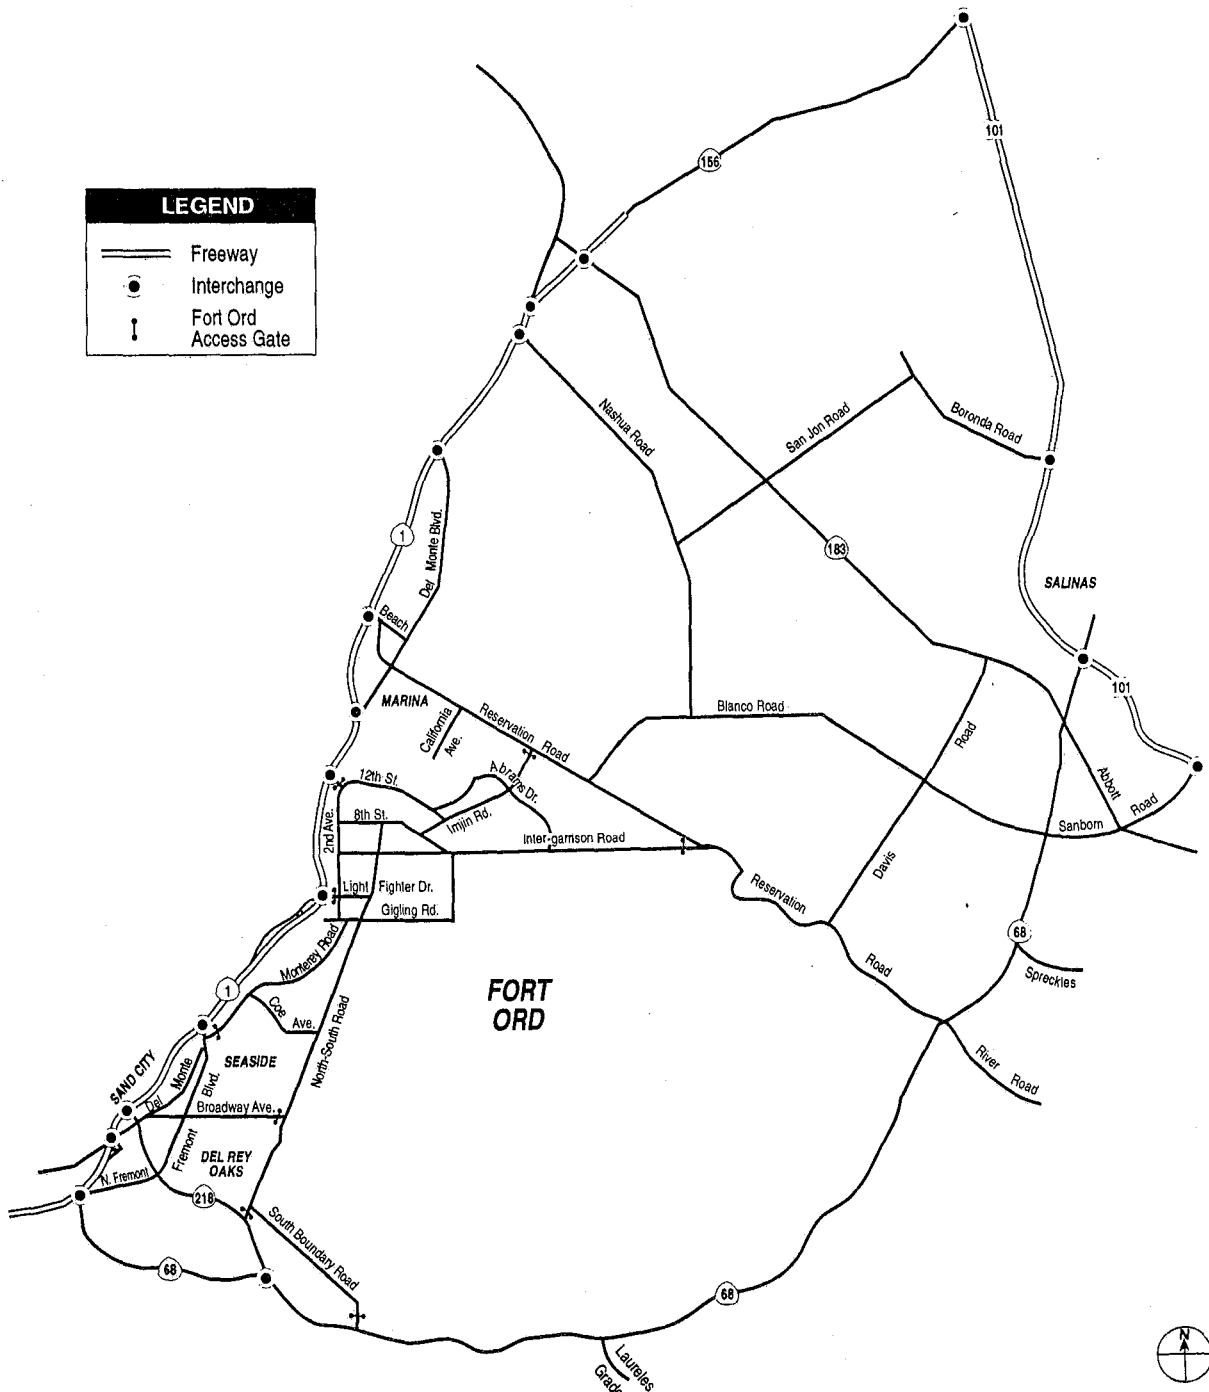 101
156
LEGEND
Freeway
Interchange
Fort Ord
Access Gate
Nashua Road
San Jon Road
Boronda Road
1
Del Monte Blvd.
183
SALINAS
Beach
MARINA
California
Ave.
Reservation Road
Blanco Road
Road
101
Abbott
12th St.
Abrams Dr.
2nd Ave.
8th St.
Imjin Rd.
Inter-garrison Road
Sanborn Road
Davis
Light Fighter Dr.
Gigling Rd.
Reservation
Monterey Road
68
Road
Spreckles
1
FORT
ORD
Coe Ave.
North-South Road
SAND CITY
Del Monte
Blvd.
SEASIDE
River Road
Broadway Ave.
Fremont
DEL REY
OAKS
N. Fremont
218
South Boundary Road
68
68
N
Laureles
Grade